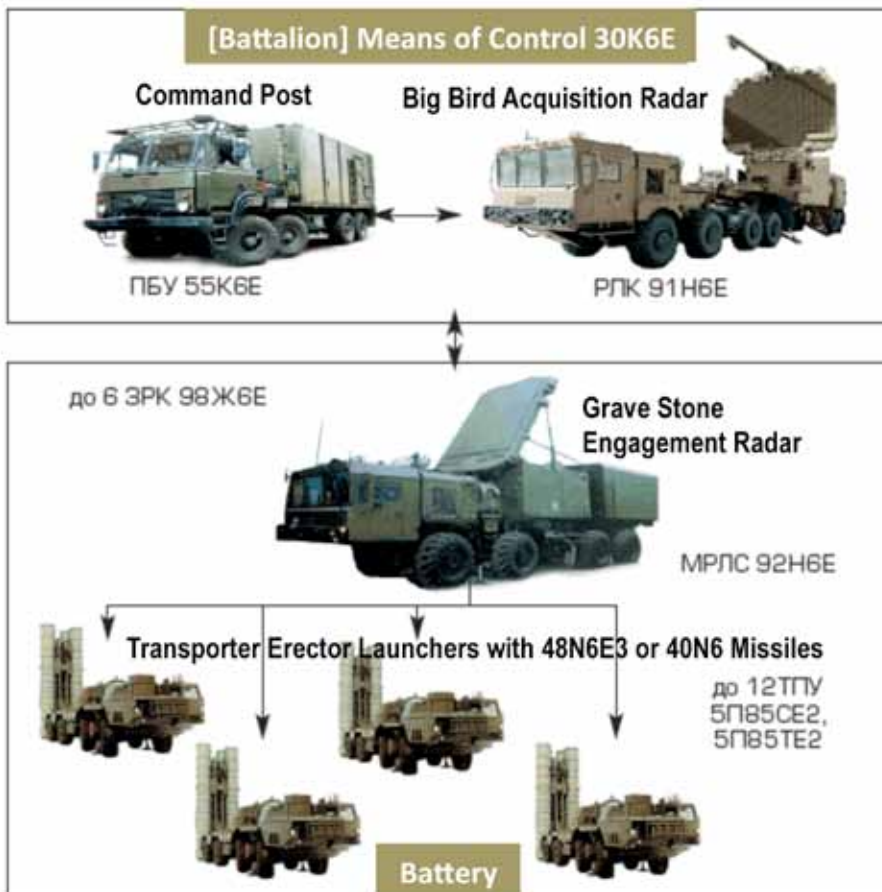 [Battalion] Means of Control 30K6E
Command Post
Big Bird Acquisition Radar
ПБУ 55К6Е
РЛК 91Н6Е
до 6 ЗРК 98Ж6Е
Grave Stone
Engagement Radar
МРЛС 92Н6Е
Transporter Erector Launchers with 48N6E3 or 40N6 Missiles
до 12ТПУ
5П85СЕ2,
5П85ТЕ2
Battery